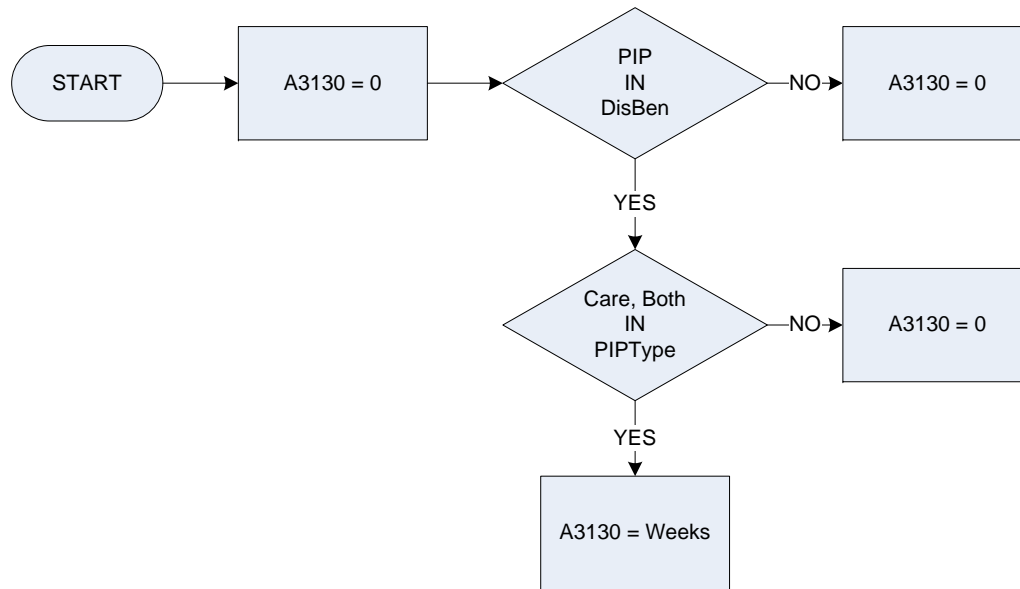 START
A3130 = 0
PIP
IN
DisBen
NO
A3130 = 0
YES
Care, Both
IN
PIPType
NO
A3130 = 0
YES
A3130 = Weeks